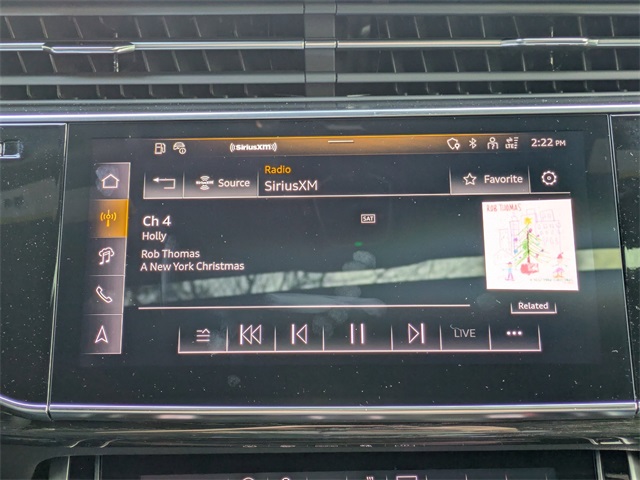 ((SiriusXM))
LTE
2:22 PM
Source
Radio
SiriusXM
Favorite
Ch 4
SAT
Holly
Rob Thomas
A New York Christmas
ROB THOMAS
Related
LIVE